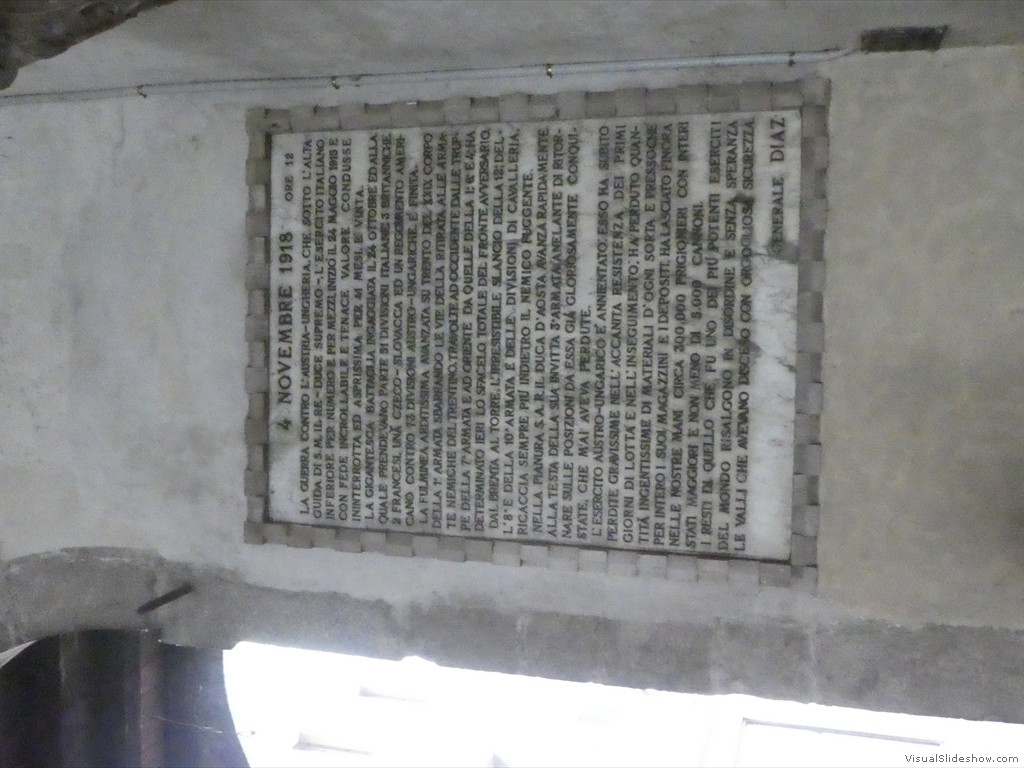 4 NOVEMBRE 1918 ORE 12
LA GUERRA CONTRO L'AUSTRIA-UNGHERIA, CHE SOTTO L'ALTA
GUIDA DI S. M. IL RE-DUCE SUPREMO-, L'ESERCITO ITALIANO,
INFERIORE PER NUMERO E PER MEZZI, INIZIÒ IL 24 MAGGIO 1915 E
CON FEDE INCROLLABILE E TENACE VALORE CONDUSSE
ININTERROTTA ED ASPRISSIMA PER 41 MESI, È VINTA.
LA GIGANTESCA BATTAGLIA INGAGGIATA IL 24 OTTOBRE ED ALLA
QUALE PRENDEVANO PARTE 51 DIVISIONI ITALIANE, 3 BRITANNICHE
2 FRANCESI, UNA CZECO-SLOVACCA ED UN REGGIMENTO AMERI-
CANO CONTRO 73 DIVISIONI AUSTRO-UNGARICHE, È FINITA.
LA FULMINEA ARDITISSIMA AVANZATA SU TRENTO DEL XXIX CORPO
DELLA 1ª ARMATA, SBARRANDO LE VIE DELLA RITIRATA ALLE ARMA-
TE NEMICHE DEL TRENTINO, TRAVOLTE AD OCCIDENTE DALLE TRUP-
PE DELLA 7ª ARMATA E AD ORIENTE DA QUELLE DELLA 1ª 6ª E 4ª HA
DETERMINATO IERI LO SFACELO TOTALE DEL FRONTE AVVERSARIO.
DAL BRENTA AL TORRE, L'IRRESISTIBILE SLANCIO DELLA 12ª DEL-
L'8ª E DELLA 10ª ARMATA E DELLE DIVISIONI DI CAVALLERIA,
RICACCIA SEMPRE PIÙ INDIETRO IL NEMICO FUGGENTE.
NELLA PIANURA S. A. R. IL DUCA D'AOSTA AVANZA RAPIDAMENTE
ALLA TESTA DELLA SUA INVITTA 3ª ARMATA, ANELANTE DI RITOR-
NARE SULLE POSIZIONI DA ESSA GIÀ GLORIOSAMENTE CONQUI-
STATE, CHE MAI AVEVA PERDUTE.
L'ESERCITO AUSTRO-UNGARICO È ANNIENTATO: ESSO HA SUBITO
PERDITE GRAVISSIME NELL'ACCANITA RESISTENZA DEI PRIMI
GIORNI DI LOTTA E NELL'INSEGUIMENTO; HA PERDUTO QUAN-
TITÀ INGENTISSIME DI MATERIALI D'OGNI SORTA E PRESSOCHÈ
PER INTERO I SUOI MAGAZZINI E I DEPOSITI; HA LASCIATO FINORA
NELLE NOSTRE MANI CIRCA 300,000 PRIGIONIERI CON INTERI
STATI MAGGIORI E NON MENO DI 5.000 CANNONI.
I RESTI DI QUELLO CHE FU UNO DEI PIÙ POTENTI ESERCITI
DEL MONDO RISALGONO IN DISORDINE E SENZA SPERANZA
LE VALLI CHE AVEVANO DISCESO CON ORGOGLIOSA SICUREZZA.
GENERALE DIAZ
VisualSlideshow.com